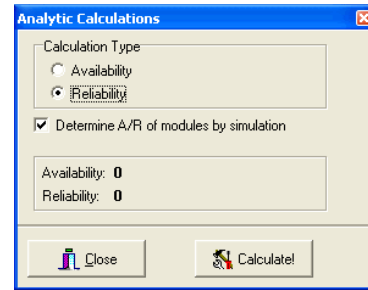 Analytic Calculations
Calculation Type
Availability
Reliability
Determine A/R of modules by simulation
Availability: 0
Reliability: 0
Close
Calculate!